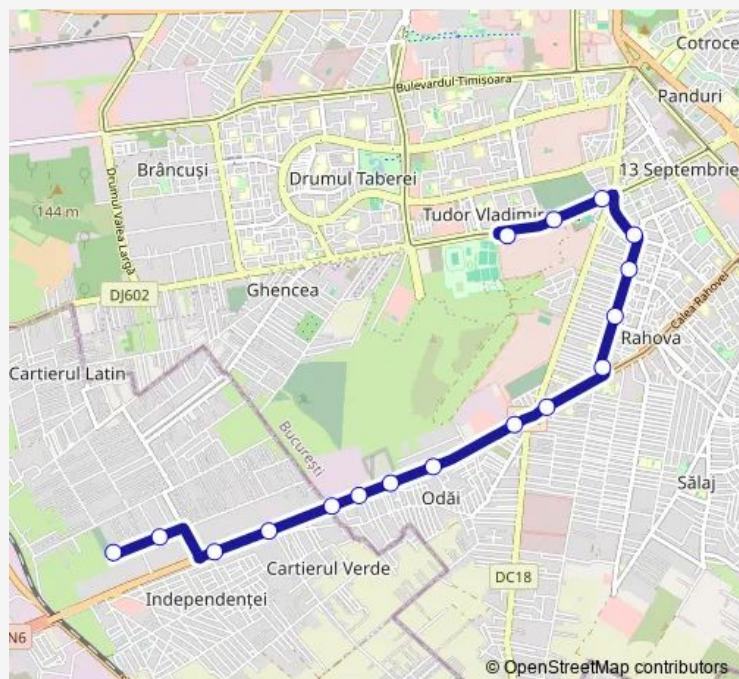 Cotroce
Bulevardul Timișoara
Panduri
Brâncuși
Drumul Taberei
13 Septembrie
144 m
Drumul Valea Largă
Tudor Vladimir
DJ602
Ghencea
Calea Rahovei
Rahova
Cartierul Latin
București
Sălaj
Odăi
Cartierul Verde
DC18
Independenței
N6
© OpenStreetMap contributors